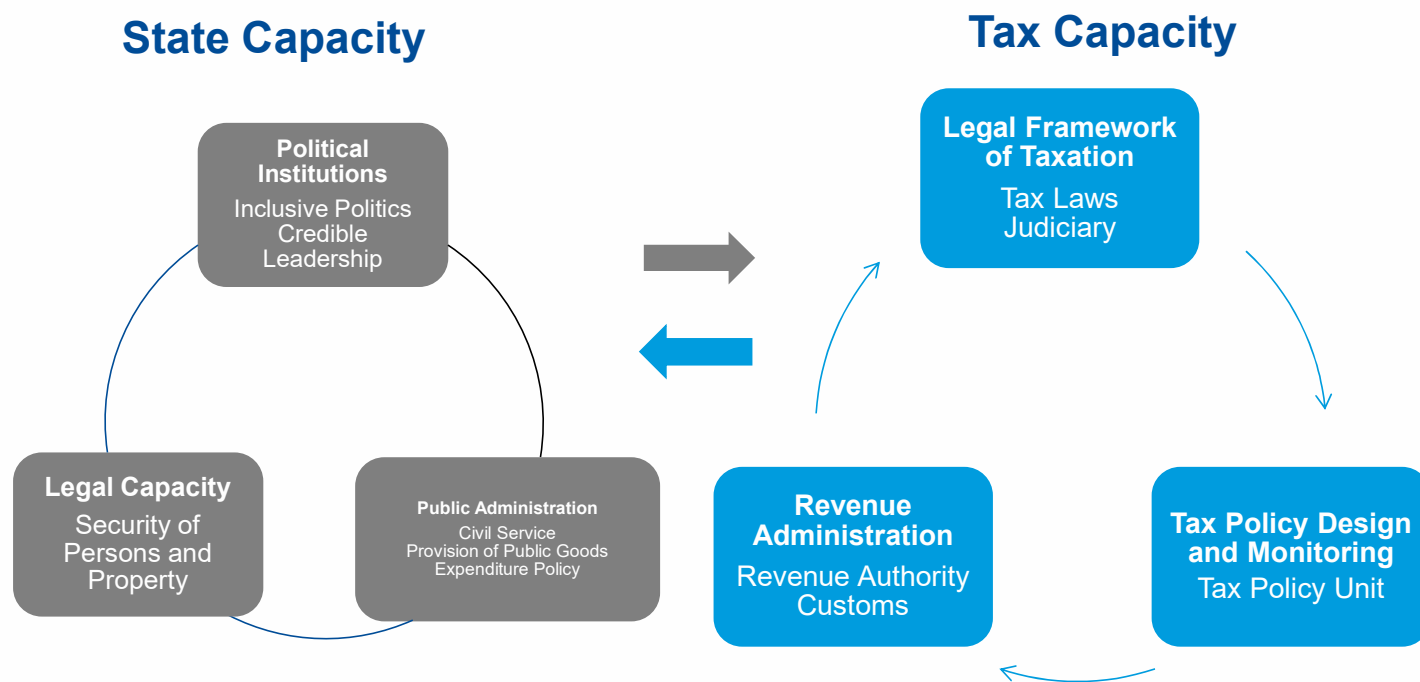 State Capacity
Tax Capacity
Political
Institutions
Inclusive Politics
Credible
Leadership
Legal Capacity
Security of
Persons and
Property
Public Administration
Civil Service
Provision of Public Goods
Expenditure Policy
Legal Framework
of Taxation
Tax Laws
Judiciary
Revenue
Administration
Revenue Authority
Customs
Tax Policy Design
and Monitoring
Tax Policy Unit